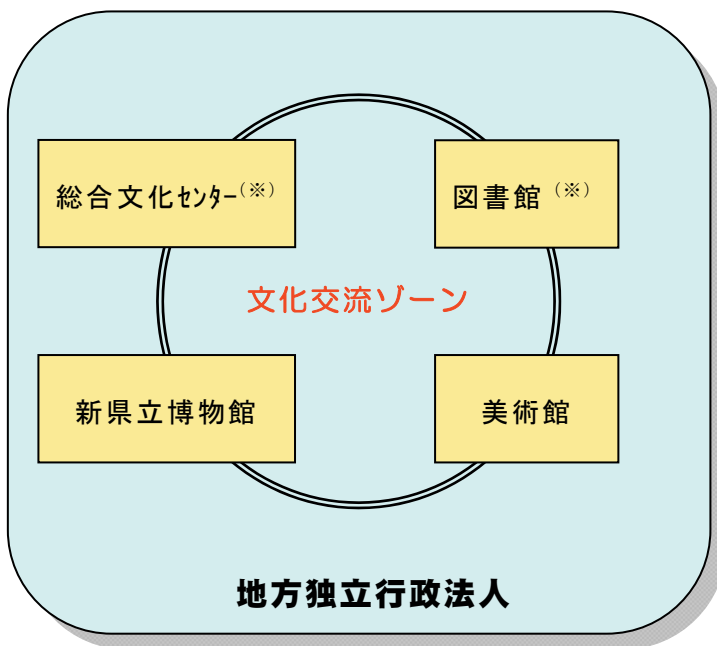 総合文化ｾﾝﾀｰ(※)
図書館(※)
文化交流ゾーン
新県立博物館
美術館
地方独立行政法人